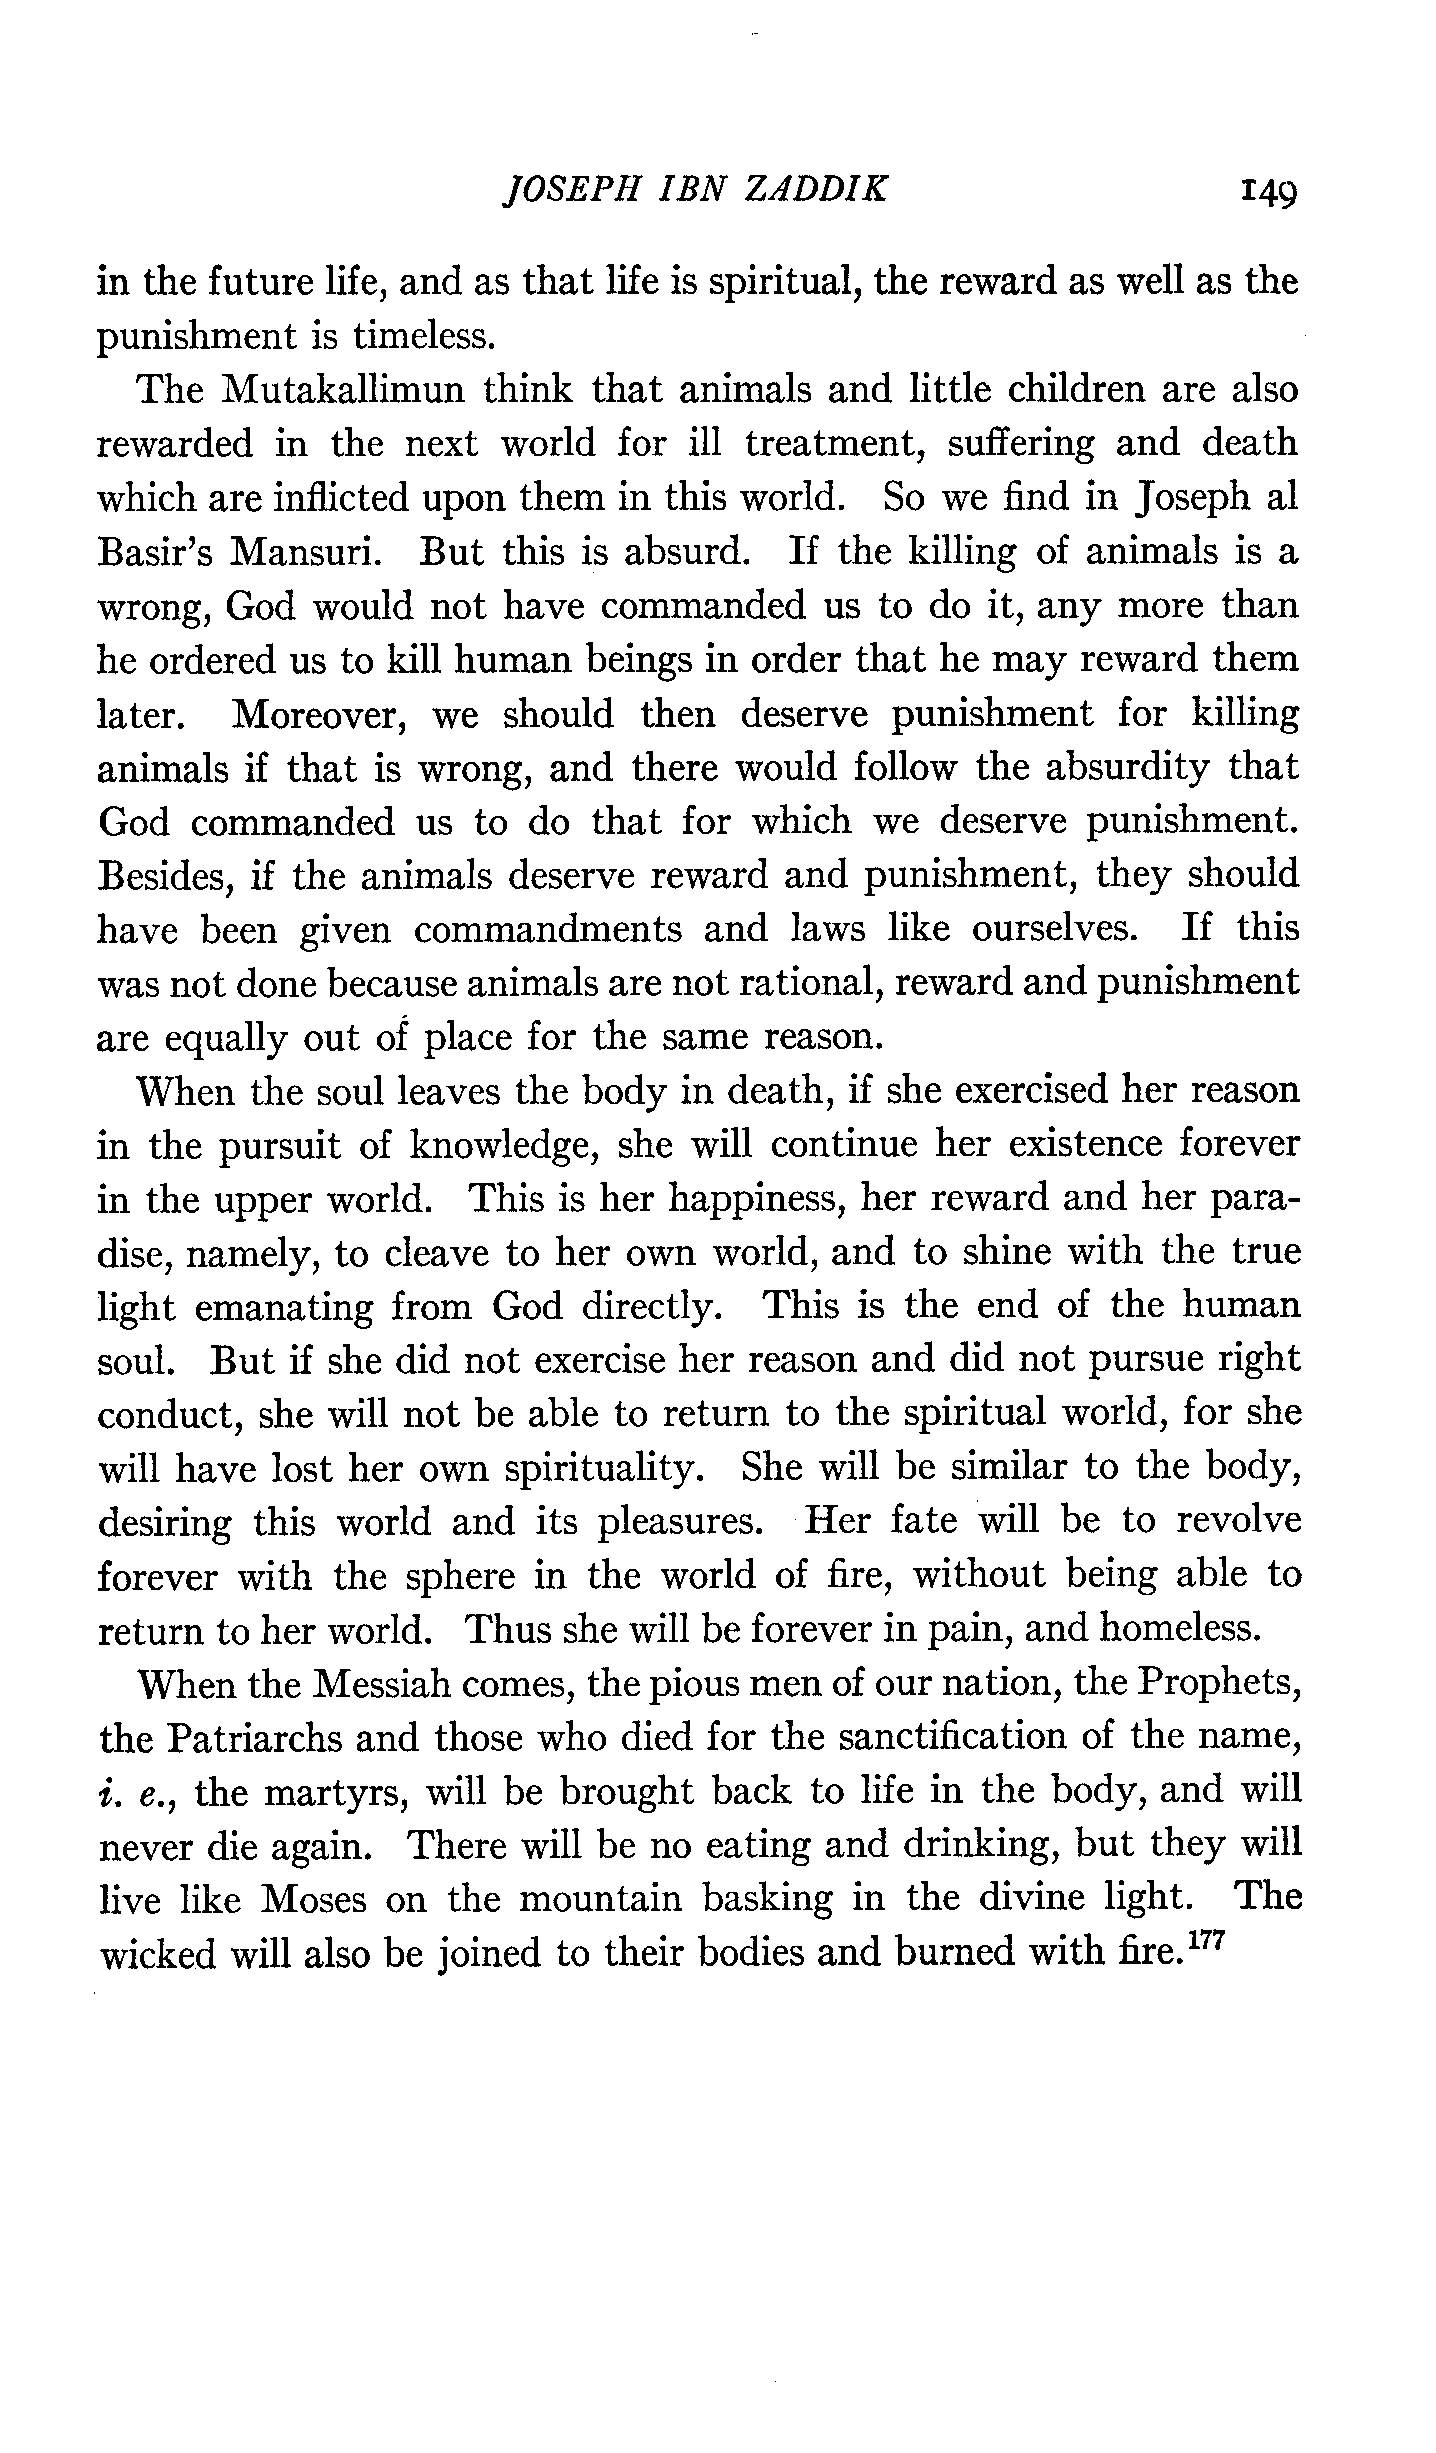 JOSEPH IBN ZADDIK 149
in the future life, and as that life is spiritual, the reward as well as the
punishment is timeless.
The Mutakallimun think that animals and little children are also
rewarded in the next world for ill treatment, suffering and death
which are inflicted upon them in this world. So we find in Joseph al
Basir's Mansuri. But this is absurd. If the killing of animals is a
wrong, God would not have commanded us to do it, any more than
he ordered us to kill human beings in order that he may reward them
later. Moreover, we should then deserve punishment for killing
animals if that is wrong, and there would follow the absurdity that
God commanded us to do that for which we deserve punishment.
Besides, if the animals deserve reward and punishment, they should
have been given commandments and laws like ourselves. If this
was not done because animals are not rational, reward and punishment
are equally out of place for the same reason.
When the soul leaves the body in death, if she exercised her reason
in the pursuit of knowledge, she will continue her existence forever
in the upper world. This is her happiness, her reward and her para-
dise, namely, to cleave to her own world, and to shine with the true
light emanating from God directly. This is the end of the human
soul. But if she did not exercise her reason and did not pursue right
conduct, she will not be able to return to the spiritual world, for she
will have lost her own spirituality. She will be similar to the body,
desiring this world and its pleasures. Her fate will be to revolve
forever with the sphere in the world of fire, without being able to
return to her world. Thus she will be forever in pain, and homeless.
When the Messiah comes, the pious men of our nation, the Prophets,
the Patriarchs and those who died for the sanctification of the name,
i. e., the martyrs, will be brought back to life in the body, and will
never die again. There will be no eating and drinking, but they will
live like Moses on the mountain basking in the divine light. The
wicked will also be joined to their bodies and burned with fire.177